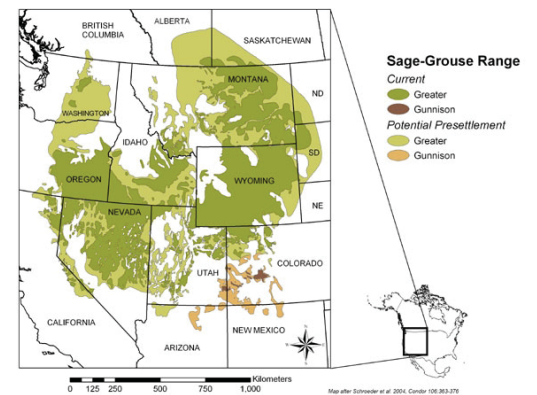 BRITISH
COLUMBIA
ALBERTA
SASKATCHEWAN
MONTANA
ND
WASHINGTON
IDAHO
SD
OREGON
WYOMING
NE
NEVADA
UTAH
COLORADO
CALIFORNIA
ARIZONA
NEW MEXICO
Sage-Grouse Range
Current
Greater
Gunnison
Potential Presettlement
Greater
Gunnison
Kilometers
0 125 250 500 750 1,000
Map after Schroeder et al. 2004, Condor 106:363-376